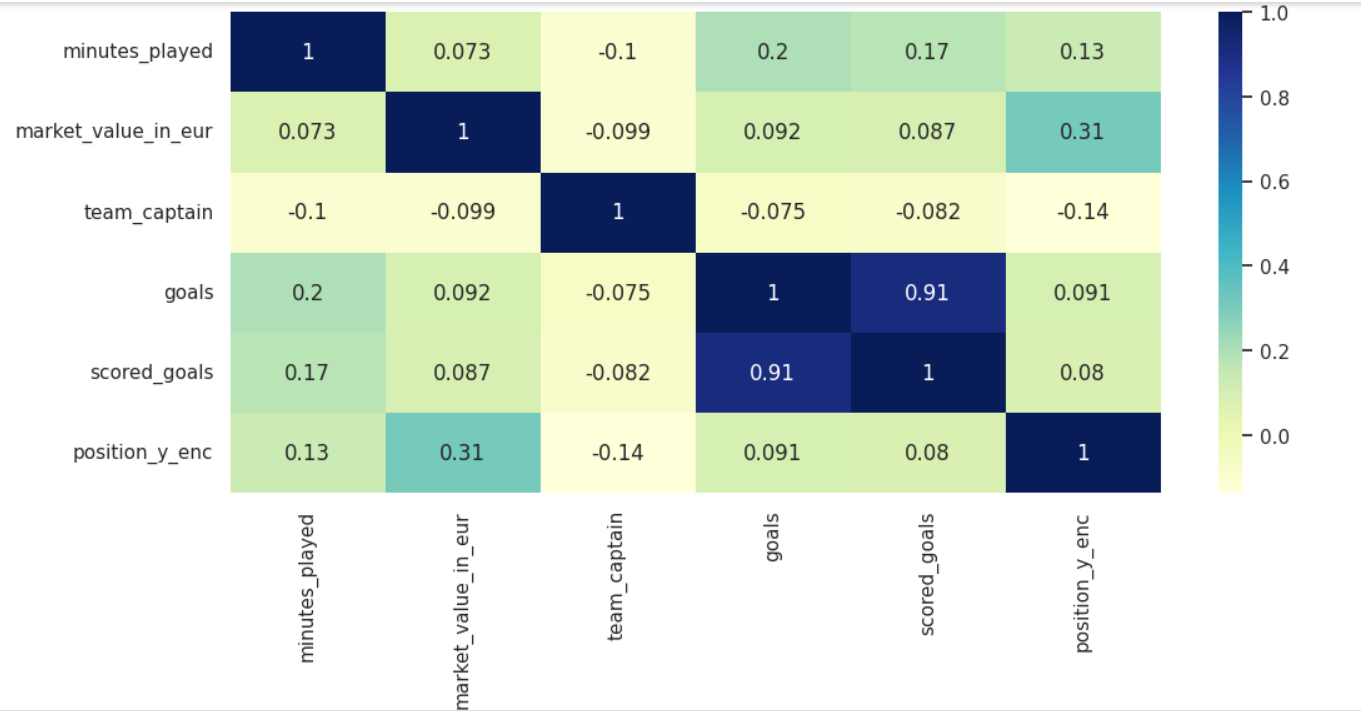 minutes_played 1 0.073 -0.1 0.2 0.17 0.13
market_value_in_eur 0.073 1 -0.099 0.092 0.087 0.31
team_captain -0.1 -0.099 1 -0.075 -0.082 -0.14
goals 0.2 0.092 -0.075 1 0.91 0.091
scored_goals 0.17 0.087 -0.082 0.91 1 0.08
position_y_enc 0.13 0.31 -0.14 0.091 0.08 1
minutes_played
market_value_in_eur
team_captain
goals
scored_goals
position_y_enc
1.0
0.8
0.6
0.4
0.2
0.0